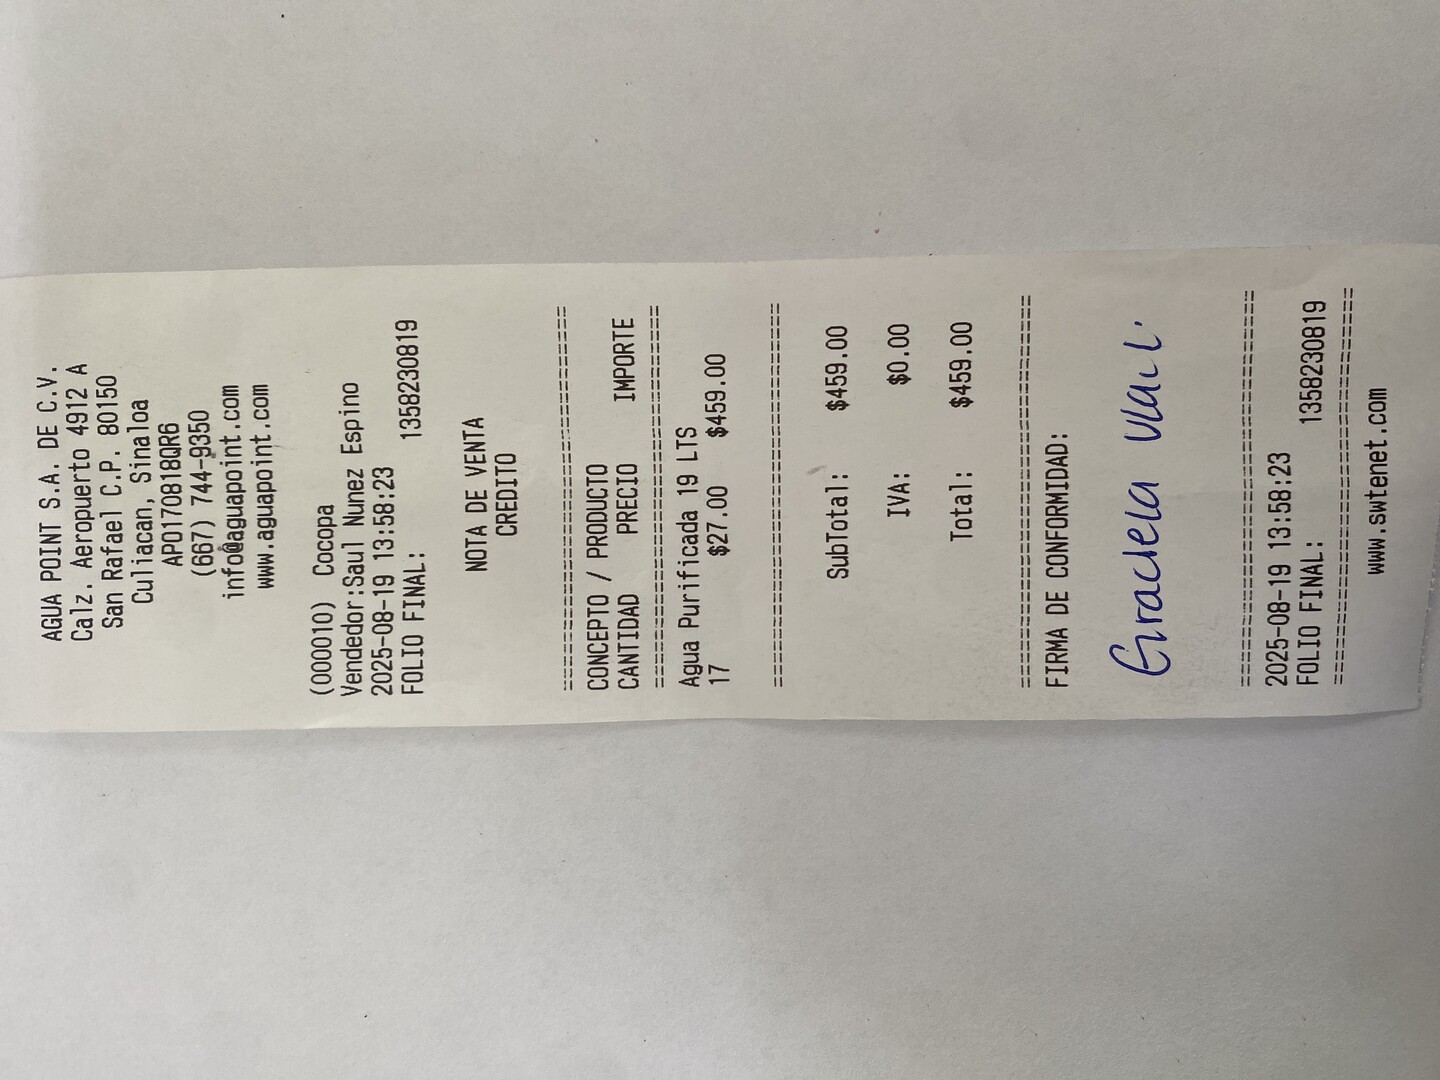 AGUA POINT S.A. DE C.V.
Calz. Aeropuerto 4912 A
San Rafael C.P. 80150
Culiacan, Sinaloa
APO170818QR6
(667) 744-9350
info@aguapoint.com
www.aguapoint.com
(000010) Cocopa
Vendedor:Saul Nunez Espino
2025-08-19 13:58:23
FOLIO FINAL: 1358230819
NOTA DE VENTA
CREDITO
CONCEPTO / PRODUCTO
CANTIDAD PRECIO IMPORTE
Agua Purificada 19 LTS
17 $27.00 $459.00
SubTotal: $459.00
IVA: $0.00
Total: $459.00
FIRMA DE CONFORMIDAD:
Graciela
2025-08-19 13:58:23
FOLIO FINAL: 1358230819
www.swtenet.com